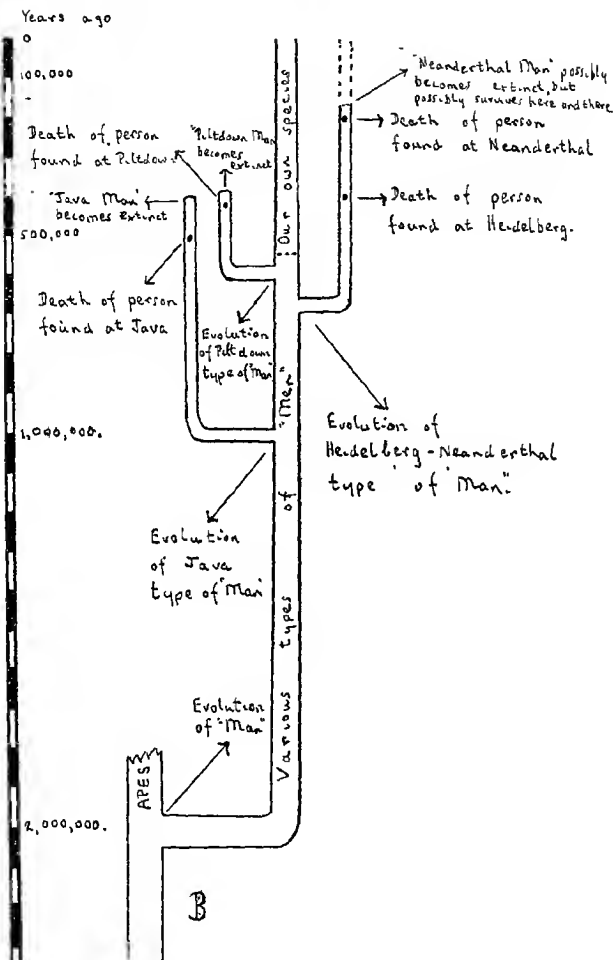 Years ago
0
100,000
"Neanderthal Man" possibly
becomes extinct, but
possibly survives here and there
Death of person
found at Neanderthal
Death of person
found at Piltdown.
"Piltdown Man
becomes
extinct
Our own species
"Java Man"
becomes extinct
Death of person
found at Heidelberg.
500,000
Death of person
found at Java
Evolution
of Piltdown
type of "Man"
1,000,000.
Evolution of
Heidelberg-Neanderthal
type of "Man".
Various types of "Men"
Evolution
of Java
type of "Man"
Evolution
of "Man"
APES
2,000,000.
B